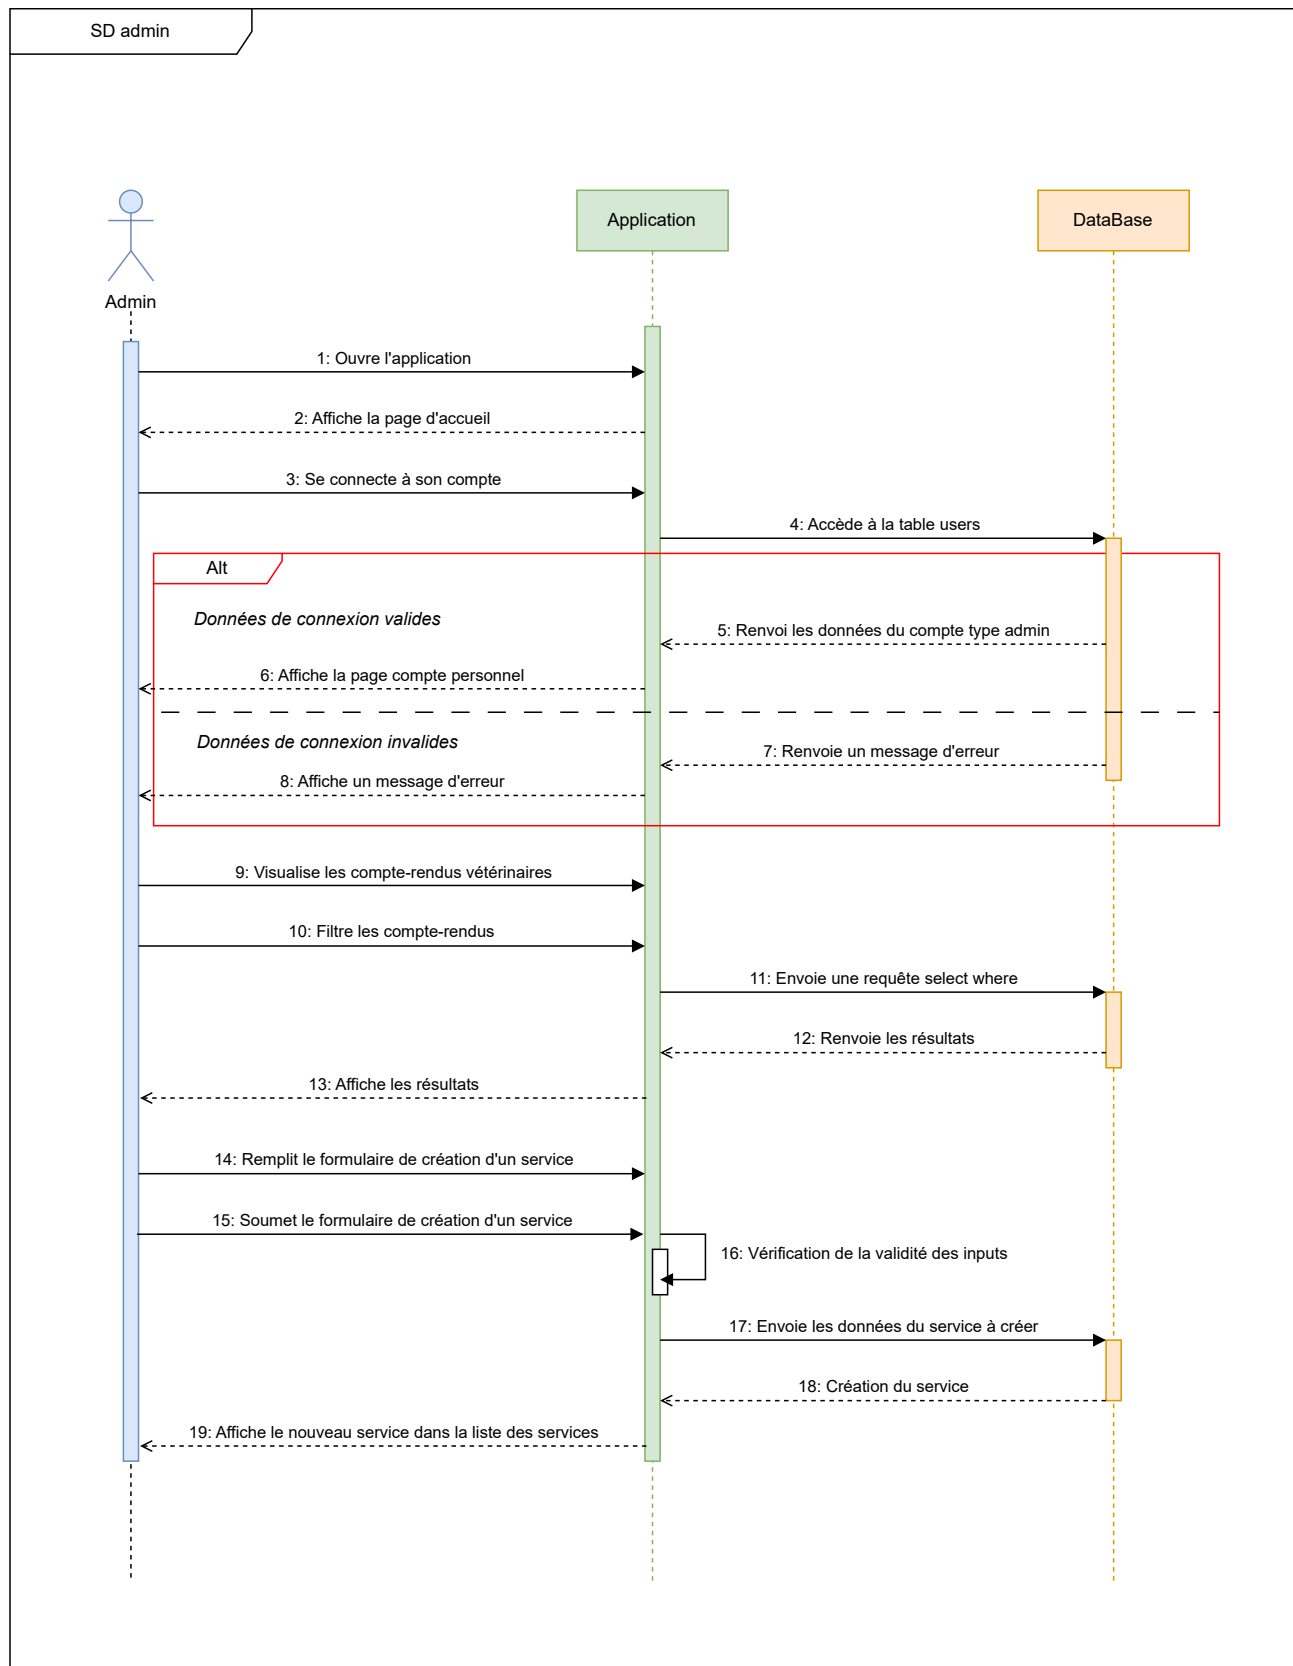 SD admin
Application
DataBase
Admin
1: Ouvre l'application
2: Affiche la page d'accueil
3: Se connecte à son compte
4: Accède à la table users
Alt
Données de connexion valides
5: Renvoi les données du compte type admin
6: Affiche la page compte personnel
Données de connexion invalides
7: Renvoie un message d'erreur
8: Affiche un message d'erreur
9: Visualise les compte-rendus vétérinaires
10: Filtre les compte-rendus
11: Envoie une requête select where
12: Renvoie les résultats
13: Affiche les résultats
14: Remplit le formulaire de création d'un service
15: Soumet le formulaire de création d'un service
16: Vérification de la validité des inputs
17: Envoie les données du service à créer
18: Création du service
19: Affiche le nouveau service dans la liste des services